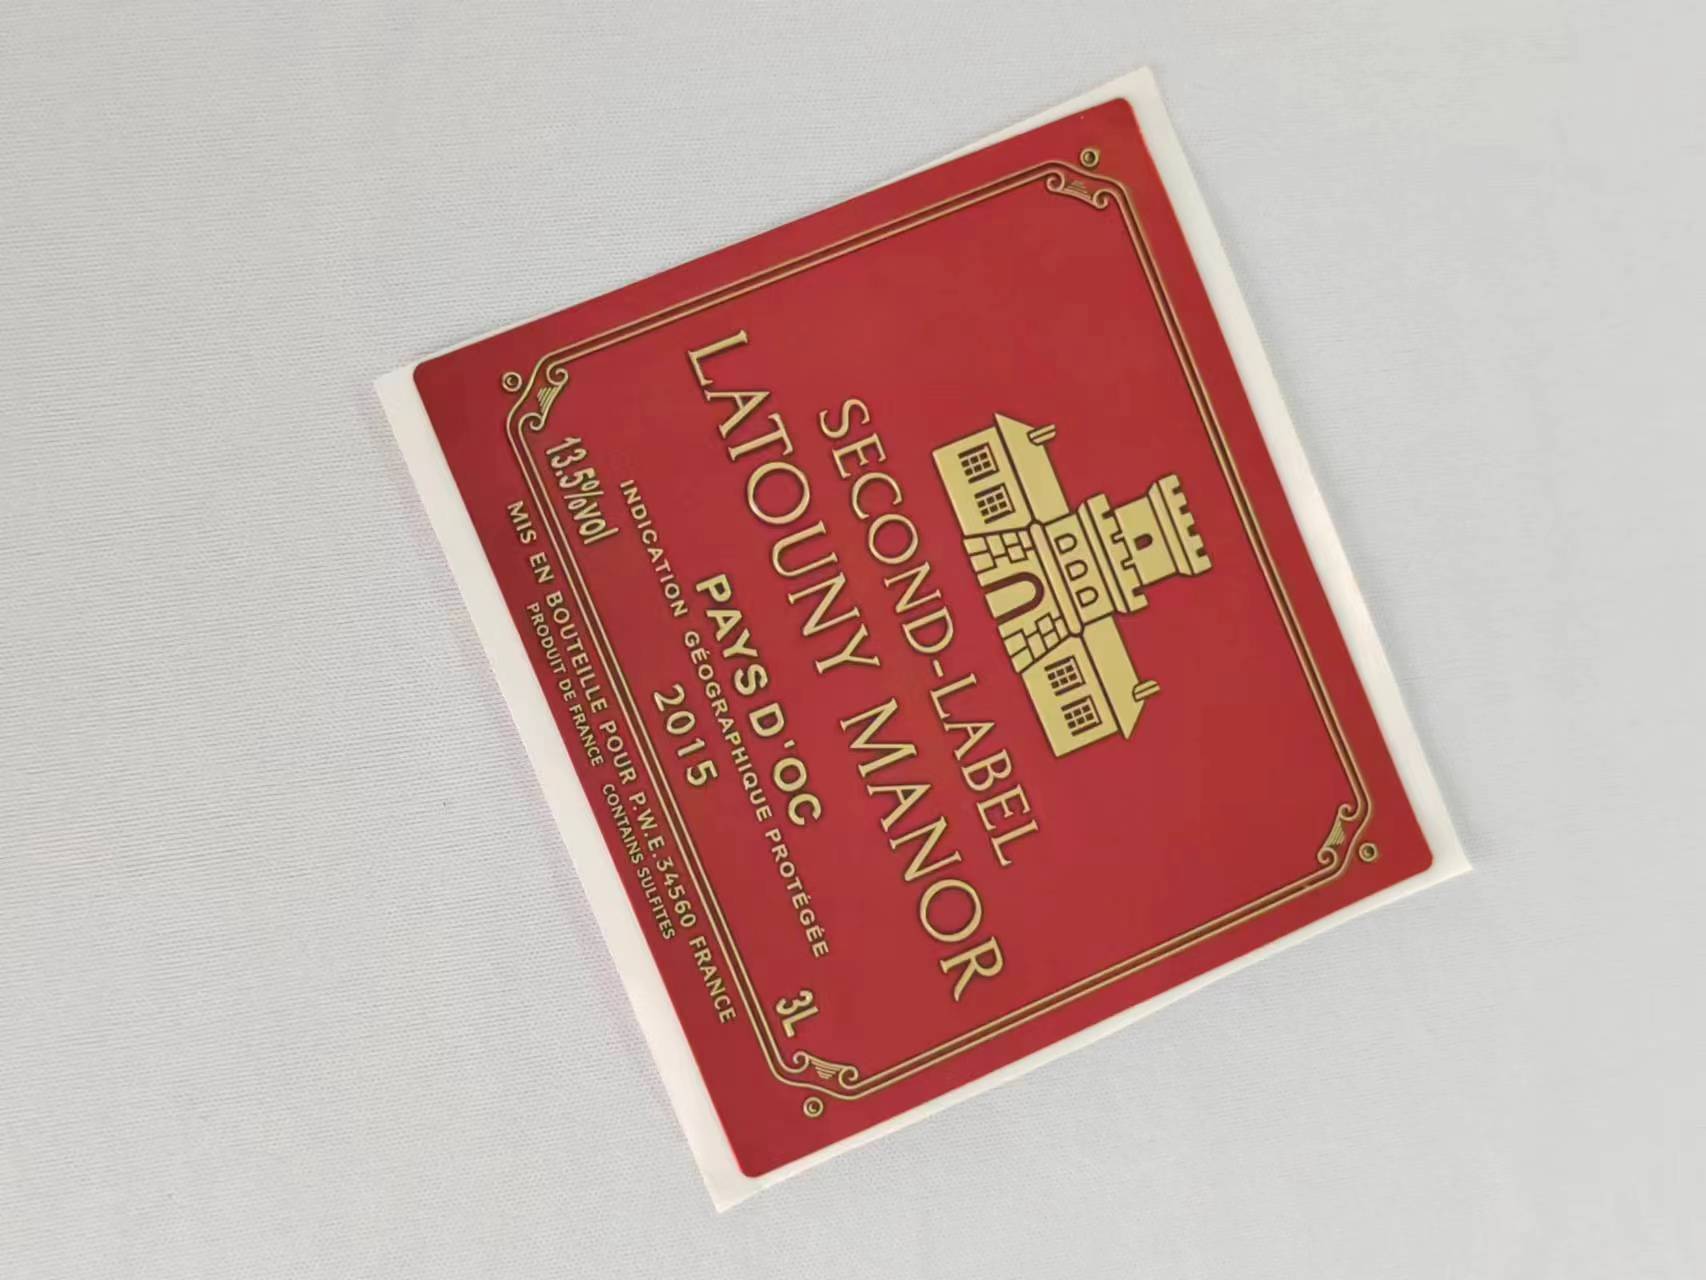 SECOND-LABEL
LATOUNY MANOR
PAYS D'OC
INDICATION GÉOGRAPHIQUE PROTÉGÉE
2015
13.5%vol
3L
MIS EN BOUTEILLE POUR P.W.E. 34560 FRANCE
PRODUIT DE FRANCE CONTAINS SULFITES